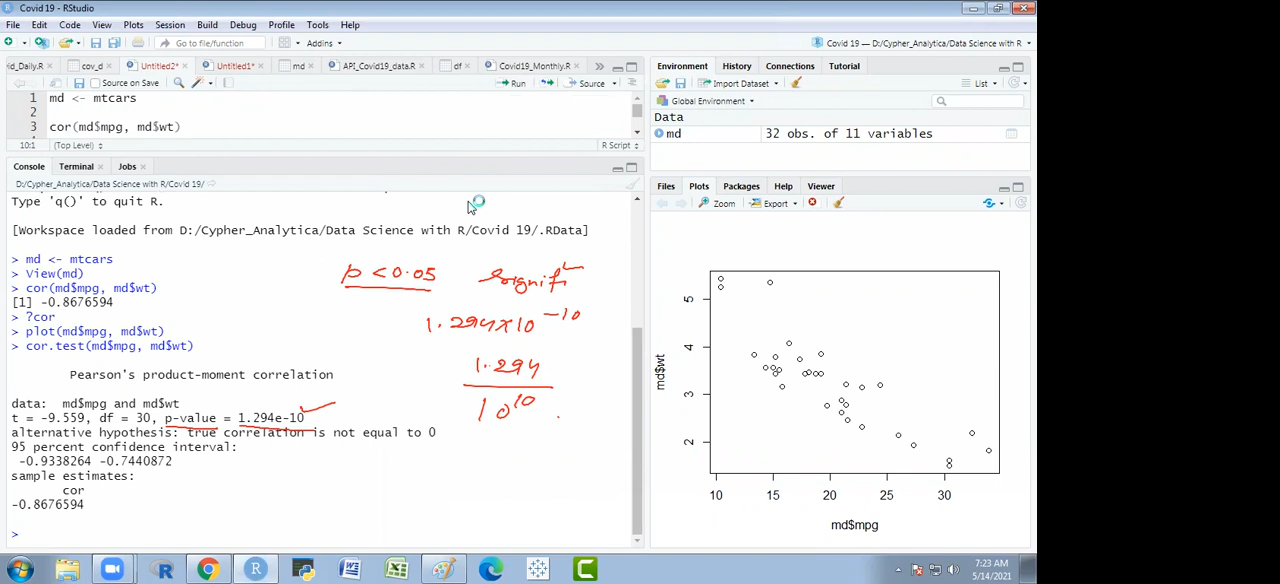 Covid 19 - RStudio
File Edit Code View Plots Session Build Debug Profile Tools Help
Go to file/function Addins Covid 19 — D:/Cypher_Analytica/Data Science with R/Covid 19
id_Daily.R cov_d Untitled2* Untitled1* md API_Covid19_data.R df Covid19_Monthly.R
Source on Save Run Source
1 md <- mtcars
2
3 cor(md$mpg, md$wt)
10:1 (Top Level) R Script
Console Terminal Jobs
D:/Cypher_Analytica/Data Science with R/Covid 19/
Type 'q()' to quit R.
[Workspace loaded from D:/Cypher_Analytica/Data Science with R/Covid 19/.RData]
> md <- mtcars
> View(md)
> cor(md$mpg, md$wt)
[1] -0.8676594
> ?cor
> plot(md$mpg, md$wt)
> cor.test(md$mpg, md$wt)
Pearson's product-moment correlation
data: md$mpg and md$wt
t = -9.559, df = 30, p-value = 1.294e-10
alternative hypothesis: true correlation is not equal to 0
95 percent confidence interval:
-0.9338264 -0.7440872
sample estimates:
cor
-0.8676594
>
p < 0.05
1.294x10 -10
1.294
10 10
Environment History Connections Tutorial
Import Dataset List
Global Environment
Data
md 32 obs. of 11 variables
Files Plots Packages Help Viewer
Zoom Export
md$wt
5
4
3
2
10 15 20 25 30
md$mpg
7:23 AM
5/14/2021